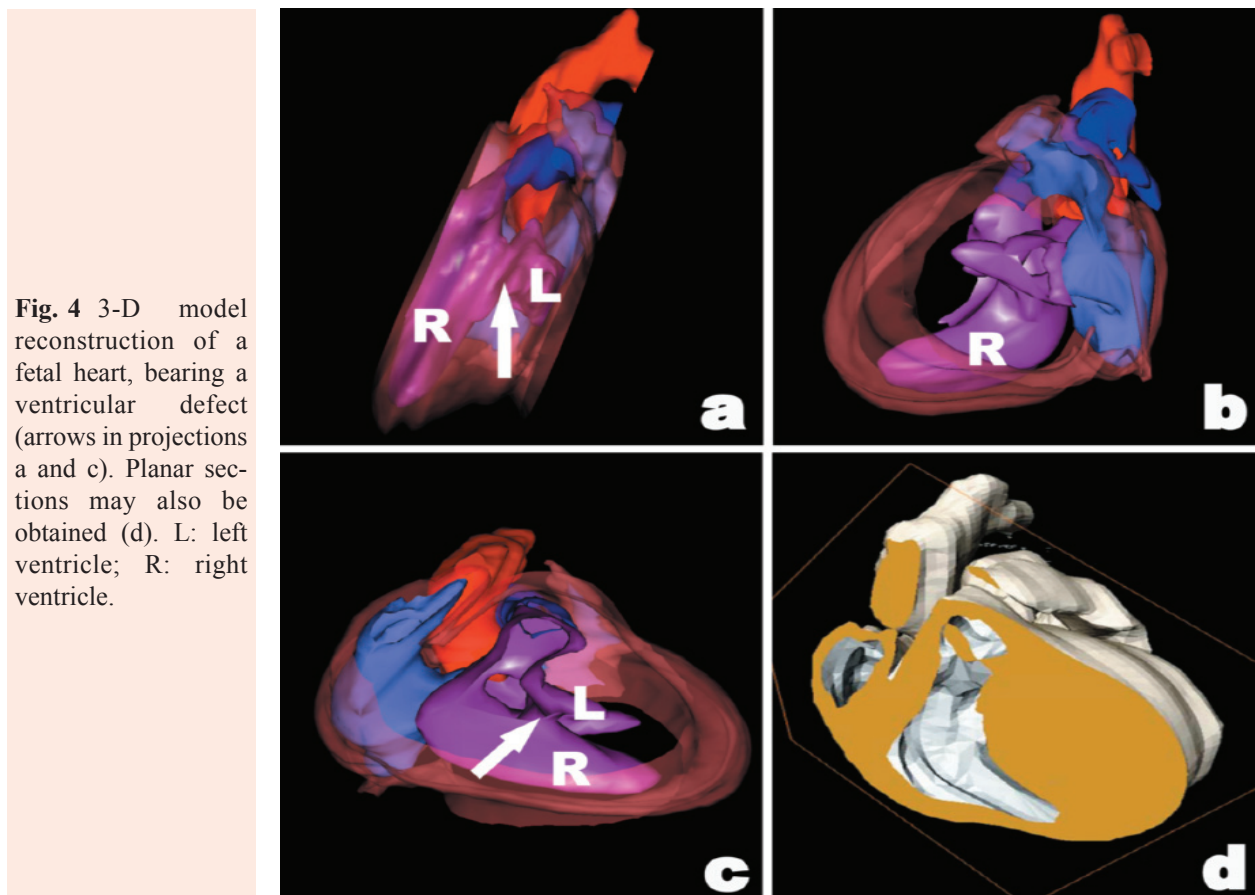 Fig. 4 3-D model
reconstruction of a
fetal heart, bearing a
ventricular defect
(arrows in projections
a and c). Planar sec-
tions may also be
obtained (d). L: left
ventricle; R: right
ventricle.
L
R
a
R
b
L
R
c
d